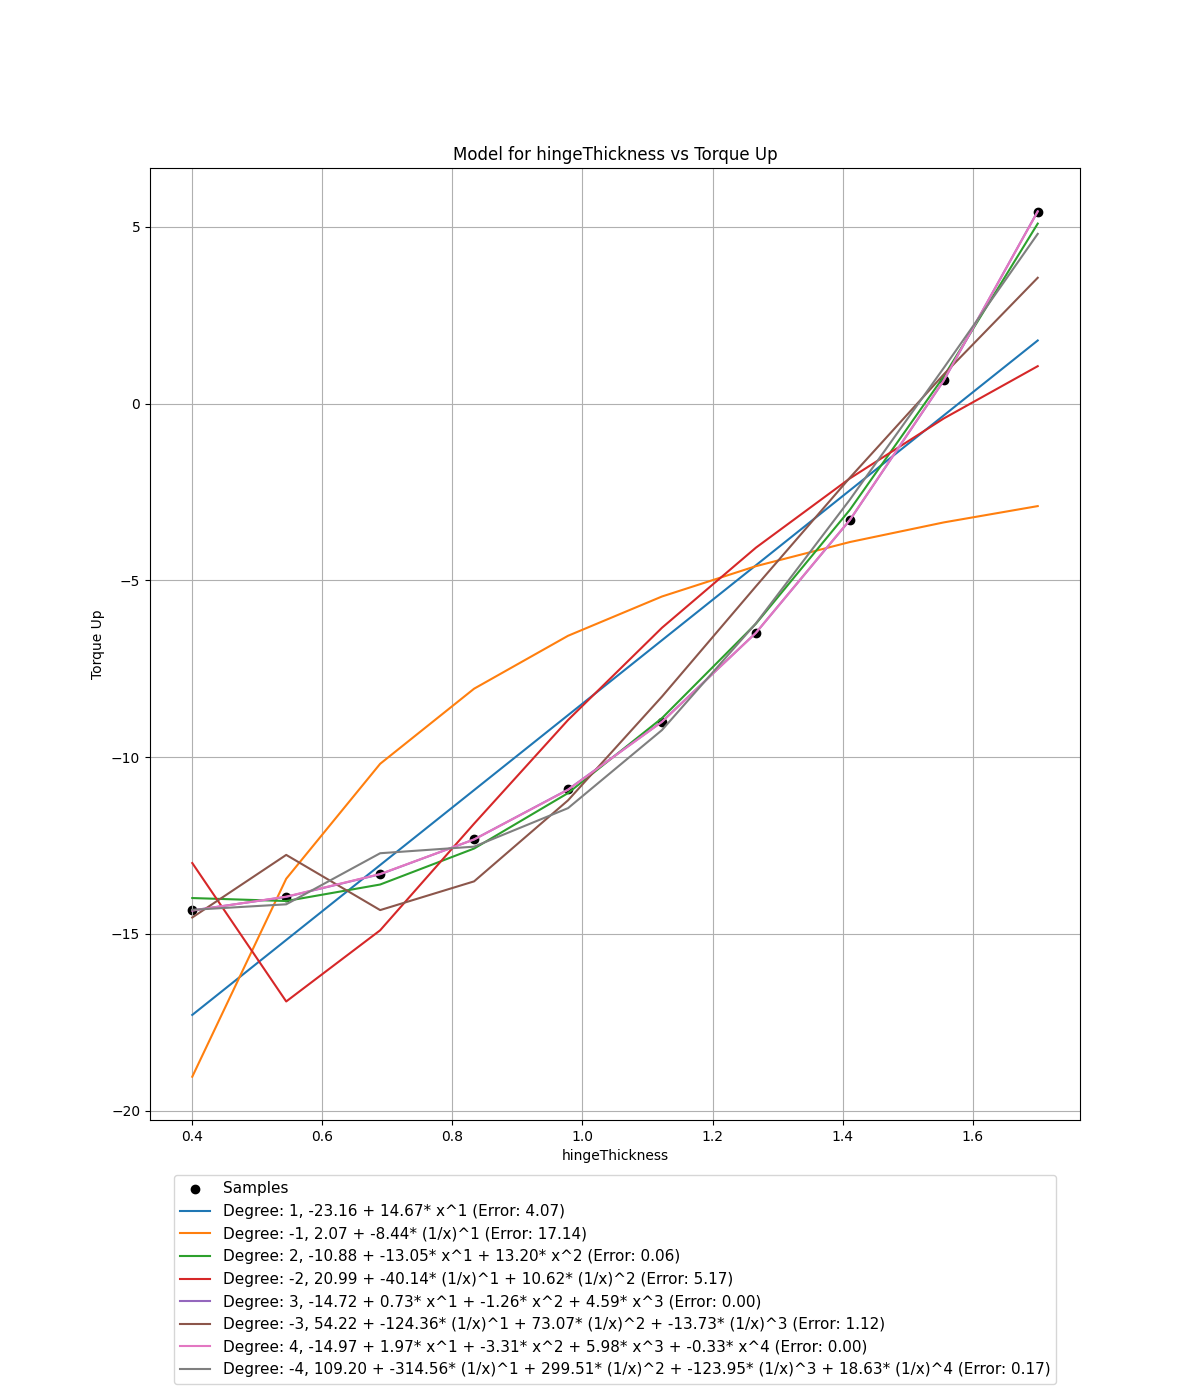 Model for hingeThickness vs Torque Up
5
0
−5
−10
−15
−20
Torque Up
0.4 0.6 0.8 1.0 1.2 1.4 1.6
hingeThickness
Samples
Degree: 1, -23.16 + 14.67* x^1 (Error: 4.07)
Degree: -1, 2.07 + -8.44* (1/x)^1 (Error: 17.14)
Degree: 2, -10.88 + -13.05* x^1 + 13.20* x^2 (Error: 0.06)
Degree: -2, 20.99 + -40.14* (1/x)^1 + 10.62* (1/x)^2 (Error: 5.17)
Degree: 3, -14.72 + 0.73* x^1 + -1.26* x^2 + 4.59* x^3 (Error: 0.00)
Degree: -3, 54.22 + -124.36* (1/x)^1 + 73.07* (1/x)^2 + -13.73* (1/x)^3 (Error: 1.12)
Degree: 4, -14.97 + 1.97* x^1 + -3.31* x^2 + 5.98* x^3 + -0.33* x^4 (Error: 0.00)
Degree: -4, 109.20 + -314.56* (1/x)^1 + 299.51* (1/x)^2 + -123.95* (1/x)^3 + 18.63* (1/x)^4 (Error: 0.17)